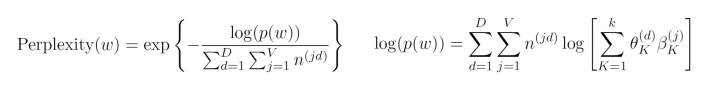 Perplexity(w) = exp { − log(p(w)) / ∑_{d=1}^{D} ∑_{j=1}^{V} n^{(jd)} } log(p(w)) = ∑_{d=1}^{D} ∑_{j=1}^{V} n^{(jd)} log [ ∑_{K=1}^{k} θ_K^{(d)} β_K^{(j)} ]